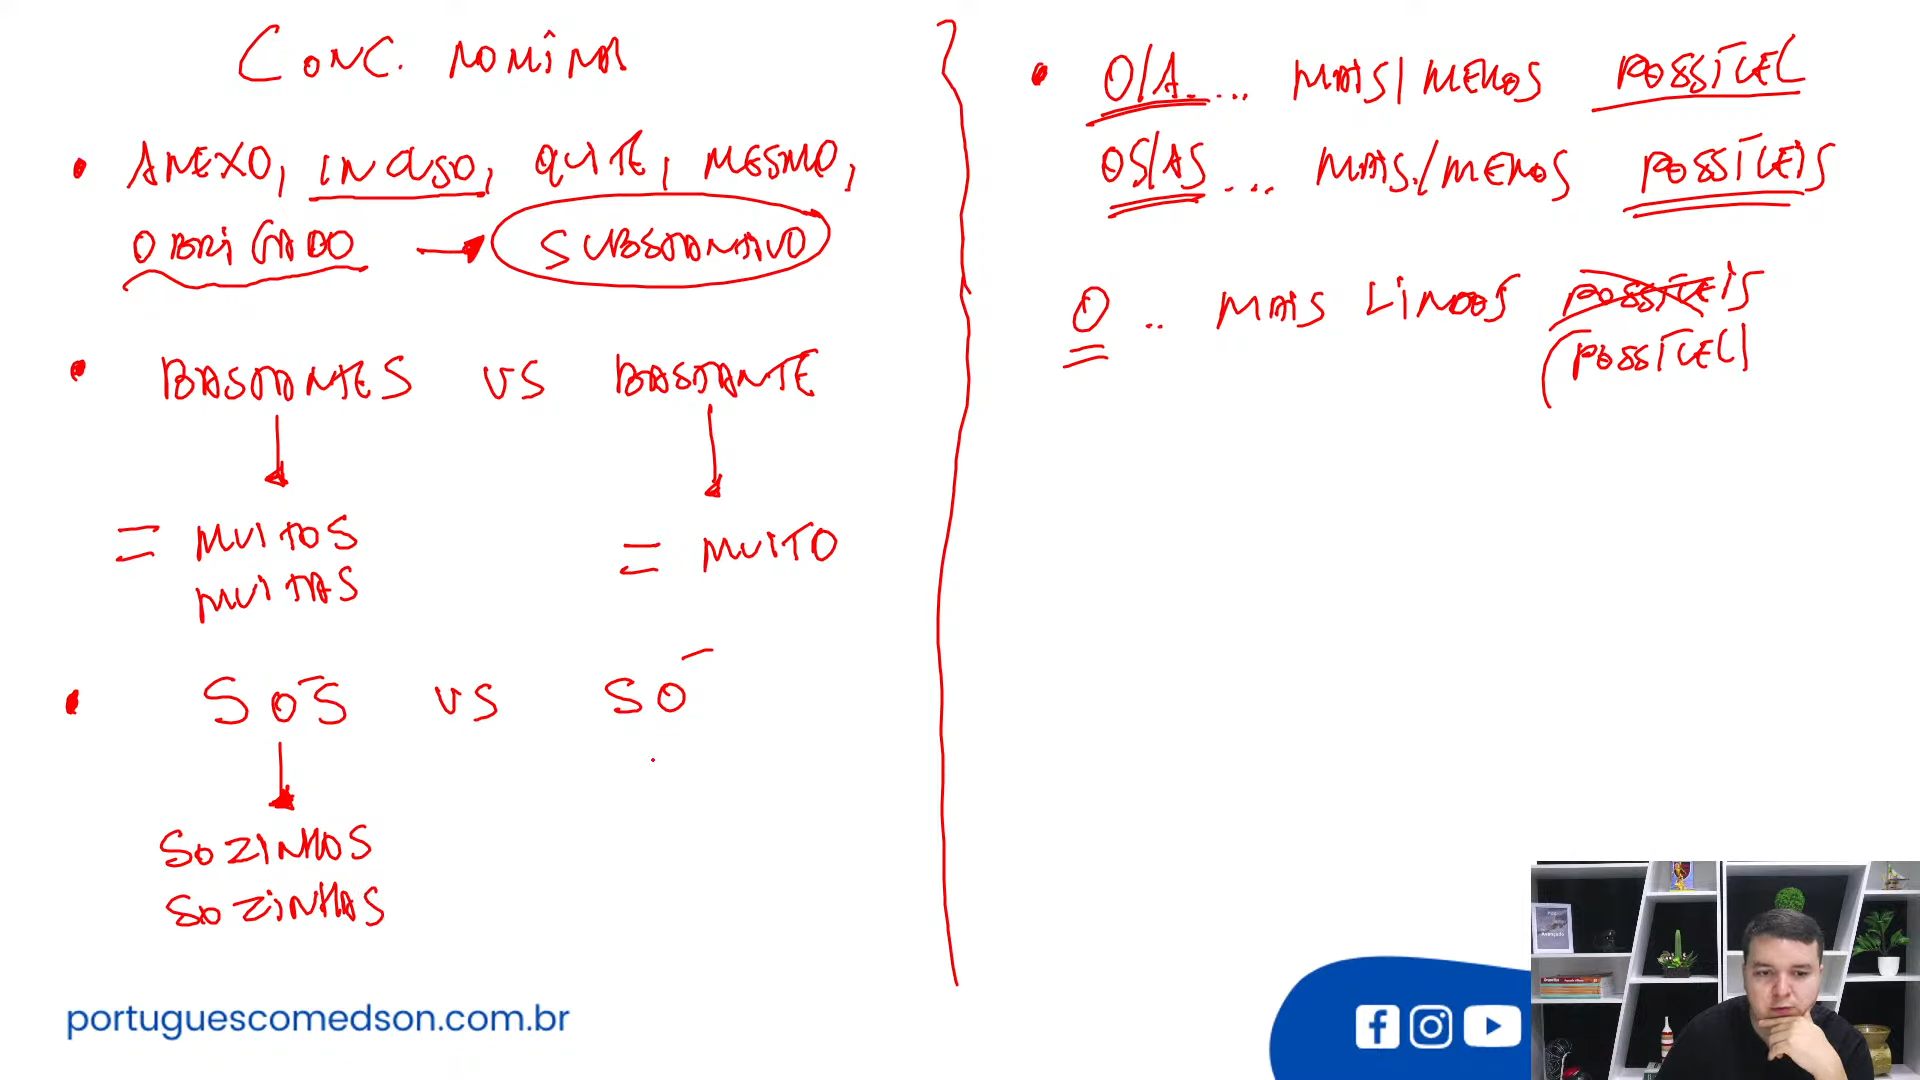 CONC. NOMINAL
• ANEXO, INCLUSO, QUITE, MESMO,
OBRIGADO → SUBSTANTIVO
• BASTANTES VS BASTANTE
= MUITOS = MUITO
MUITAS
• SÓS VS SÓ
SOZINHOS
SOZINHAS
• O/A.... MAIS/MENOS POSSÍVEL
OS/AS... MAIS/MENOS POSSÍVEIS
O .. MAIS LINDOS POSSÍVEIS
(POSSÍVEL)
portuguescomedson.com.br